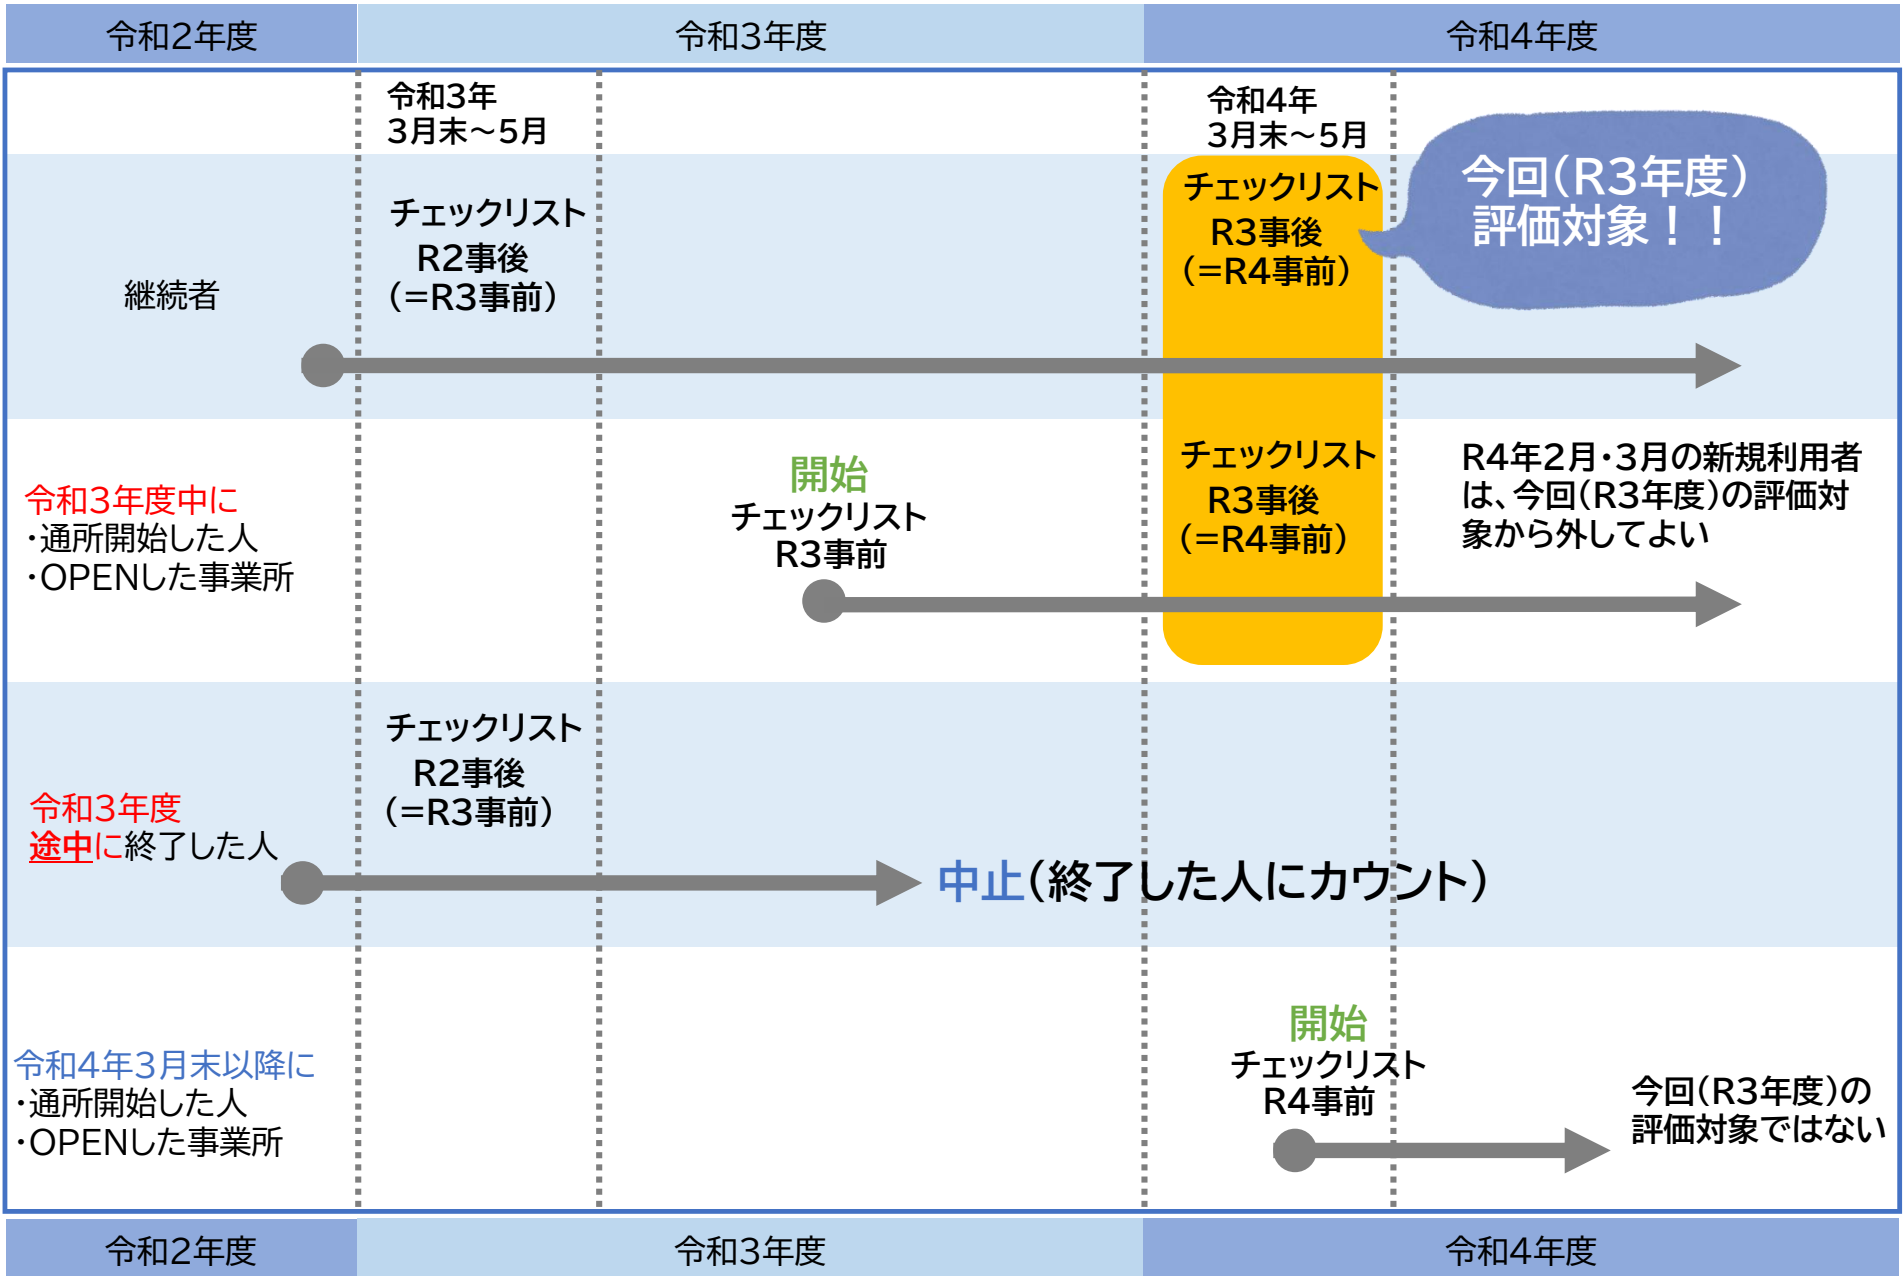 令和2年度
令和3年度
令和4年度
令和3年
3月末～5月
令和4年
3月末～5月
継続者
チェックリスト
R2事後
(=R3事前)
チェックリスト
R3事後
(=R4事前)
今回(R3年度)
評価対象！！
令和3年度中に
・通所開始した人
・OPENした事業所
開始
チェックリスト
R3事前
チェックリスト
R3事後
(=R4事前)
R4年2月・3月の新規利用者
は、今回(R3年度)の評価対
象から外してよい
令和3年度
途中に終了した人
チェックリスト
R2事後
(=R3事前)
中止(終了した人にカウント)
令和4年3月末以降に
・通所開始した人
・OPENした事業所
開始
チェックリスト
R4事前
今回(R3年度)の
評価対象ではない
令和2年度
令和3年度
令和4年度